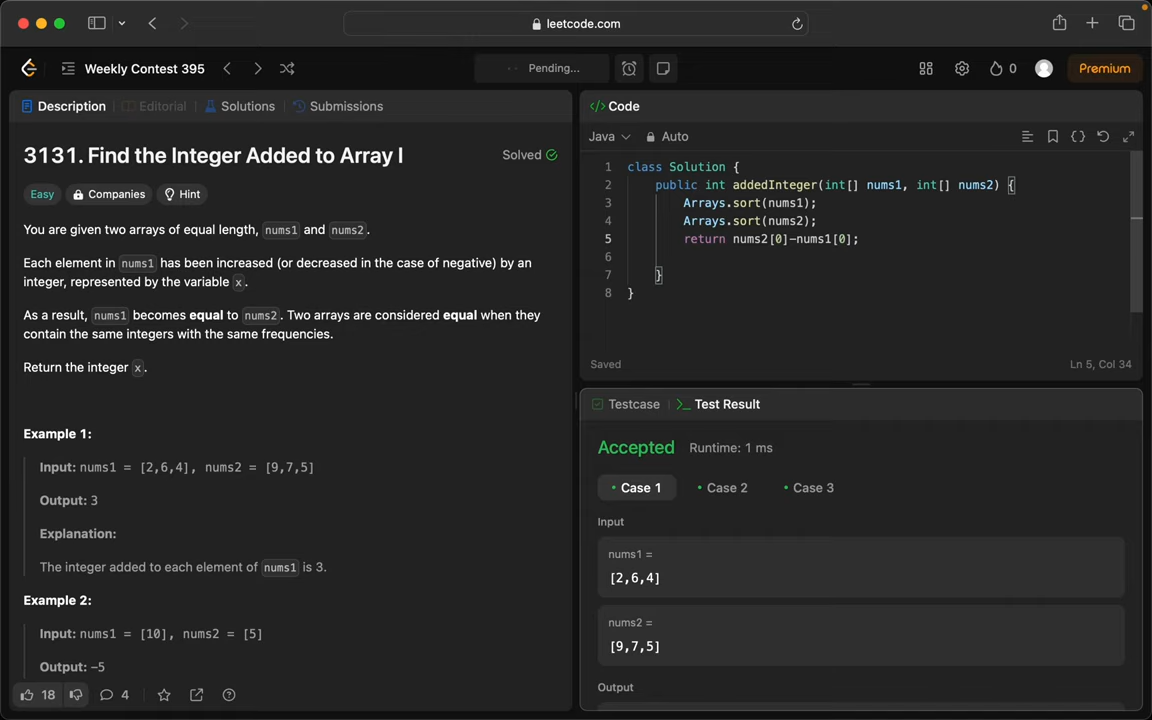 leetcode.com
Weekly Contest 395
Pending...
0
Premium
Description
Editorial
Solutions
Submissions
3131. Find the Integer Added to Array I
Solved
Easy
Companies
Hint
You are given two arrays of equal length, nums1 and nums2.
Each element in nums1 has been increased (or decreased in the case of negative) by an
integer, represented by the variable x.
As a result, nums1 becomes equal to nums2. Two arrays are considered equal when they
contain the same integers with the same frequencies.
Return the integer x.
Example 1:
Input: nums1 = [2,6,4], nums2 = [9,7,5]
Output: 3
Explanation:
The integer added to each element of nums1 is 3.
Example 2:
Input: nums1 = [10], nums2 = [5]
Output: -5
18
4
</> Code
Java
Auto
1 class Solution {
2 public int addedInteger(int[] nums1, int[] nums2) {
3 Arrays.sort(nums1);
4 Arrays.sort(nums2);
5 return nums2[0]-nums1[0];
6
7 }
8 }
Saved
Ln 5, Col 34
Testcase
>_ Test Result
Accepted
Runtime: 1 ms
Case 1
Case 2
Case 3
Input
nums1 =
[2,6,4]
nums2 =
[9,7,5]
Output